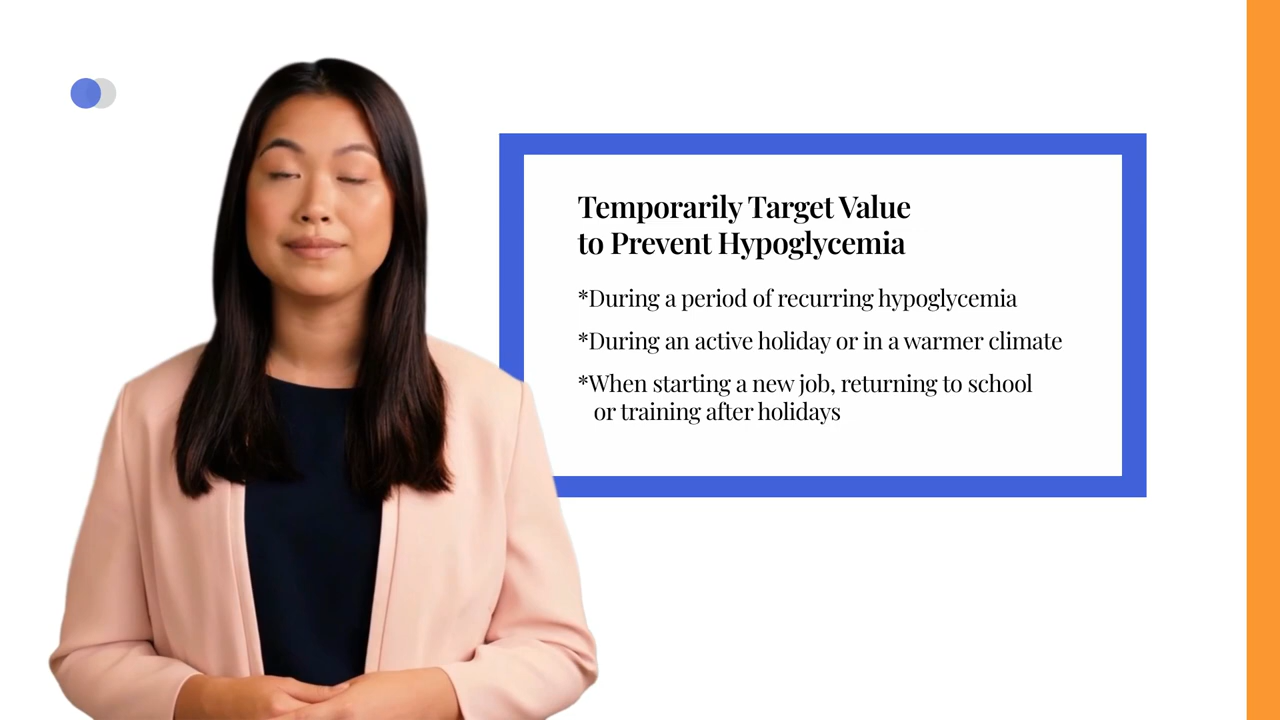 Temporarily Target Value
to Prevent Hypoglycemia
*During a period of recurring hypoglycemia
*During an active holiday or in a warmer climate
*When starting a new job, returning to school
or training after holidays